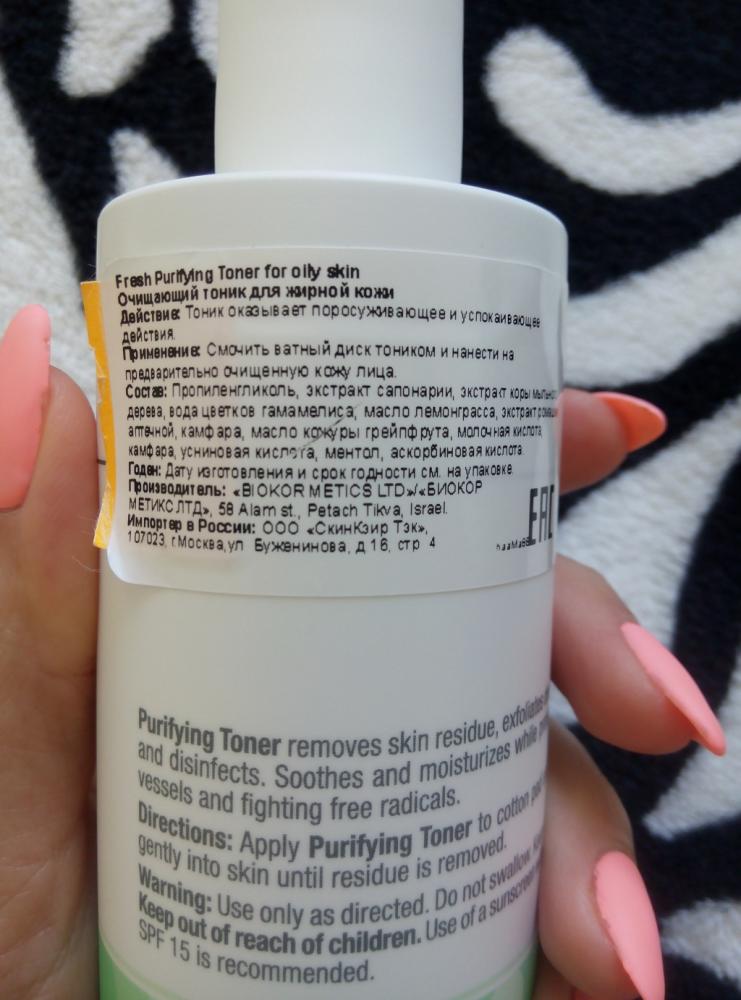 Fresh Purifying Toner for oily skin
Очищающий тоник для жирной кожи
Действие: Тоник оказывает поросуживающее и успокаивающее
действия.
Применение: Смочить ватный диск тоником и нанести на
предварительно очищенную кожу лица.
Состав: Пропиленгликоль, экстракт сапонарии, экстракт коры
дерева, вода цветков гамамелиса, масло лемонграсса, экстракт
аптечной, камфара, масло кожуры грейпфрута, молочная кислота,
камфара, усниновая кислота, ментол, аскорбиновая кислота.
Годен: Дату изготовления и срок годности см. на упаковке.
Производитель: «BIOKOR METICS LTD»/«БИОКОР
МЕТИКС ЛТД», 58 Alam st., Petach Tikva, Israel.
Импортер в России: ООО «СкинКэир Тэк»,
107023, г.Москва,ул Буженинова, д 16, стр 4
EAC
Purifying Toner removes skin residue, exfoliates
and disinfects. Soothes and moisturizes while
vessels and fighting free radicals.
Directions: Apply Purifying Toner to cotton pad
gently into skin until residue is removed.
Warning: Use only as directed. Do not swallow.
Keep out of reach of children. Use of a sunscreen
SPF 15 is recommended.